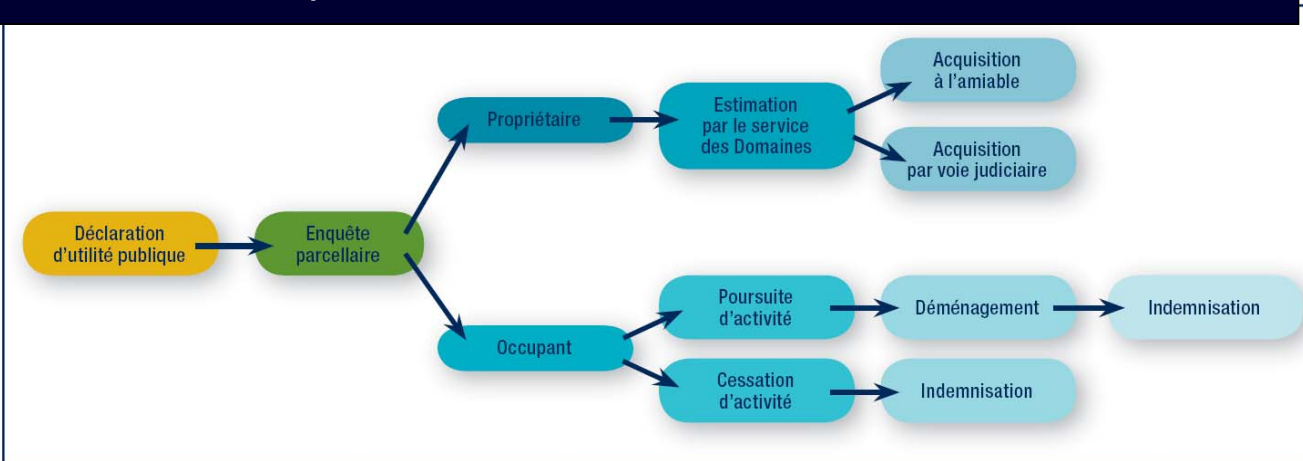 Déclaration
d'utilité publique
Enquête
parcellaire
Propriétaire
Estimation
par le service
des Domaines
Acquisition
à l'amiable
Acquisition
par voie judiciaire
Occupant
Poursuite
d'activité
Déménagement
Indemnisation
Cessation
d'activité
Indemnisation